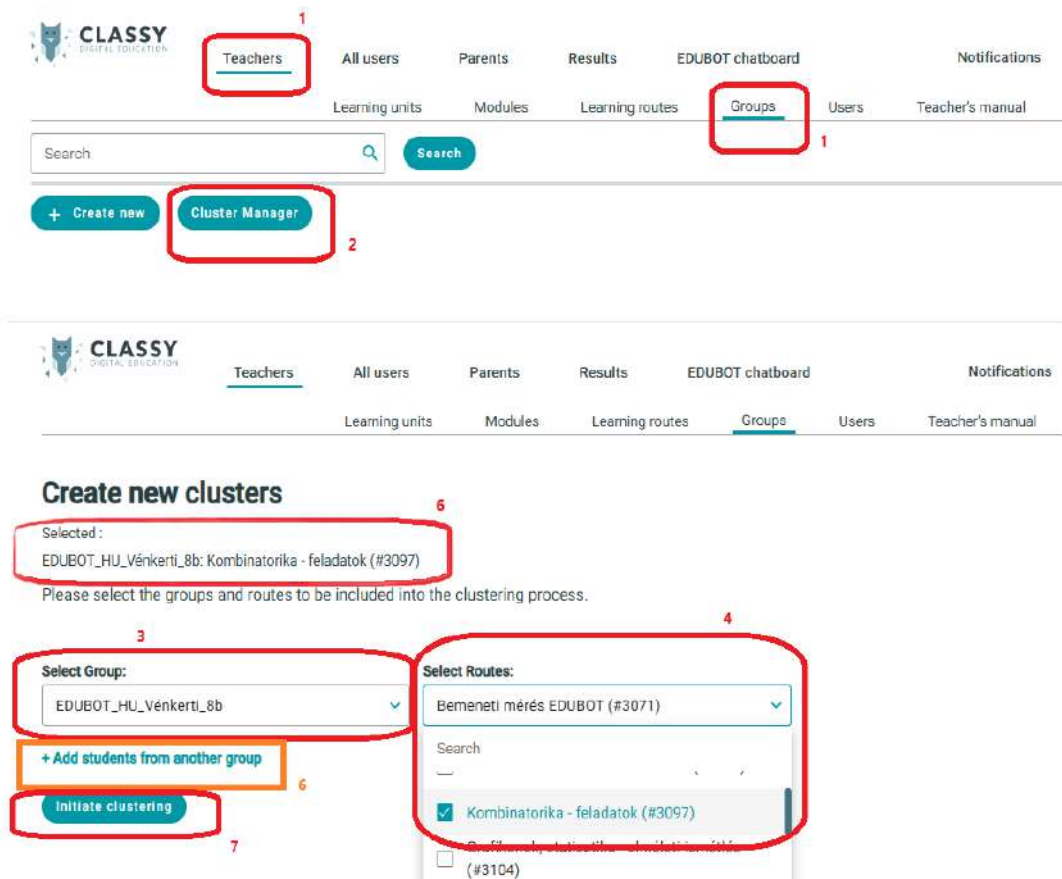 1
CLASSY
DIGITAL EDUCATION
Teachers All users Parents Results EDUBOT chatboard Notifications
Learning units Modules Learning routes Groups Users Teacher's manual
1
Search Search
+ Create new Cluster Manager
2
CLASSY
DIGITAL EDUCATION
Teachers All users Parents Results EDUBOT chatboard Notifications
Learning units Modules Learning routes Groups Users Teacher's manual
Create new clusters
6
Selected :
EDUBOT_HU_Vénkerti_8b: Kombinatorika - feladatok (#3097)
Please select the groups and routes to be included into the clustering process.
3 4
Select Group: Select Routes:
EDUBOT_HU_Vénkerti_8b Bemeneti mérés EDUBOT (#3071)
Search
+ Add students from another group
6
Initiate clustering Kombinatorika - feladatok (#3097)
7
(#3104)